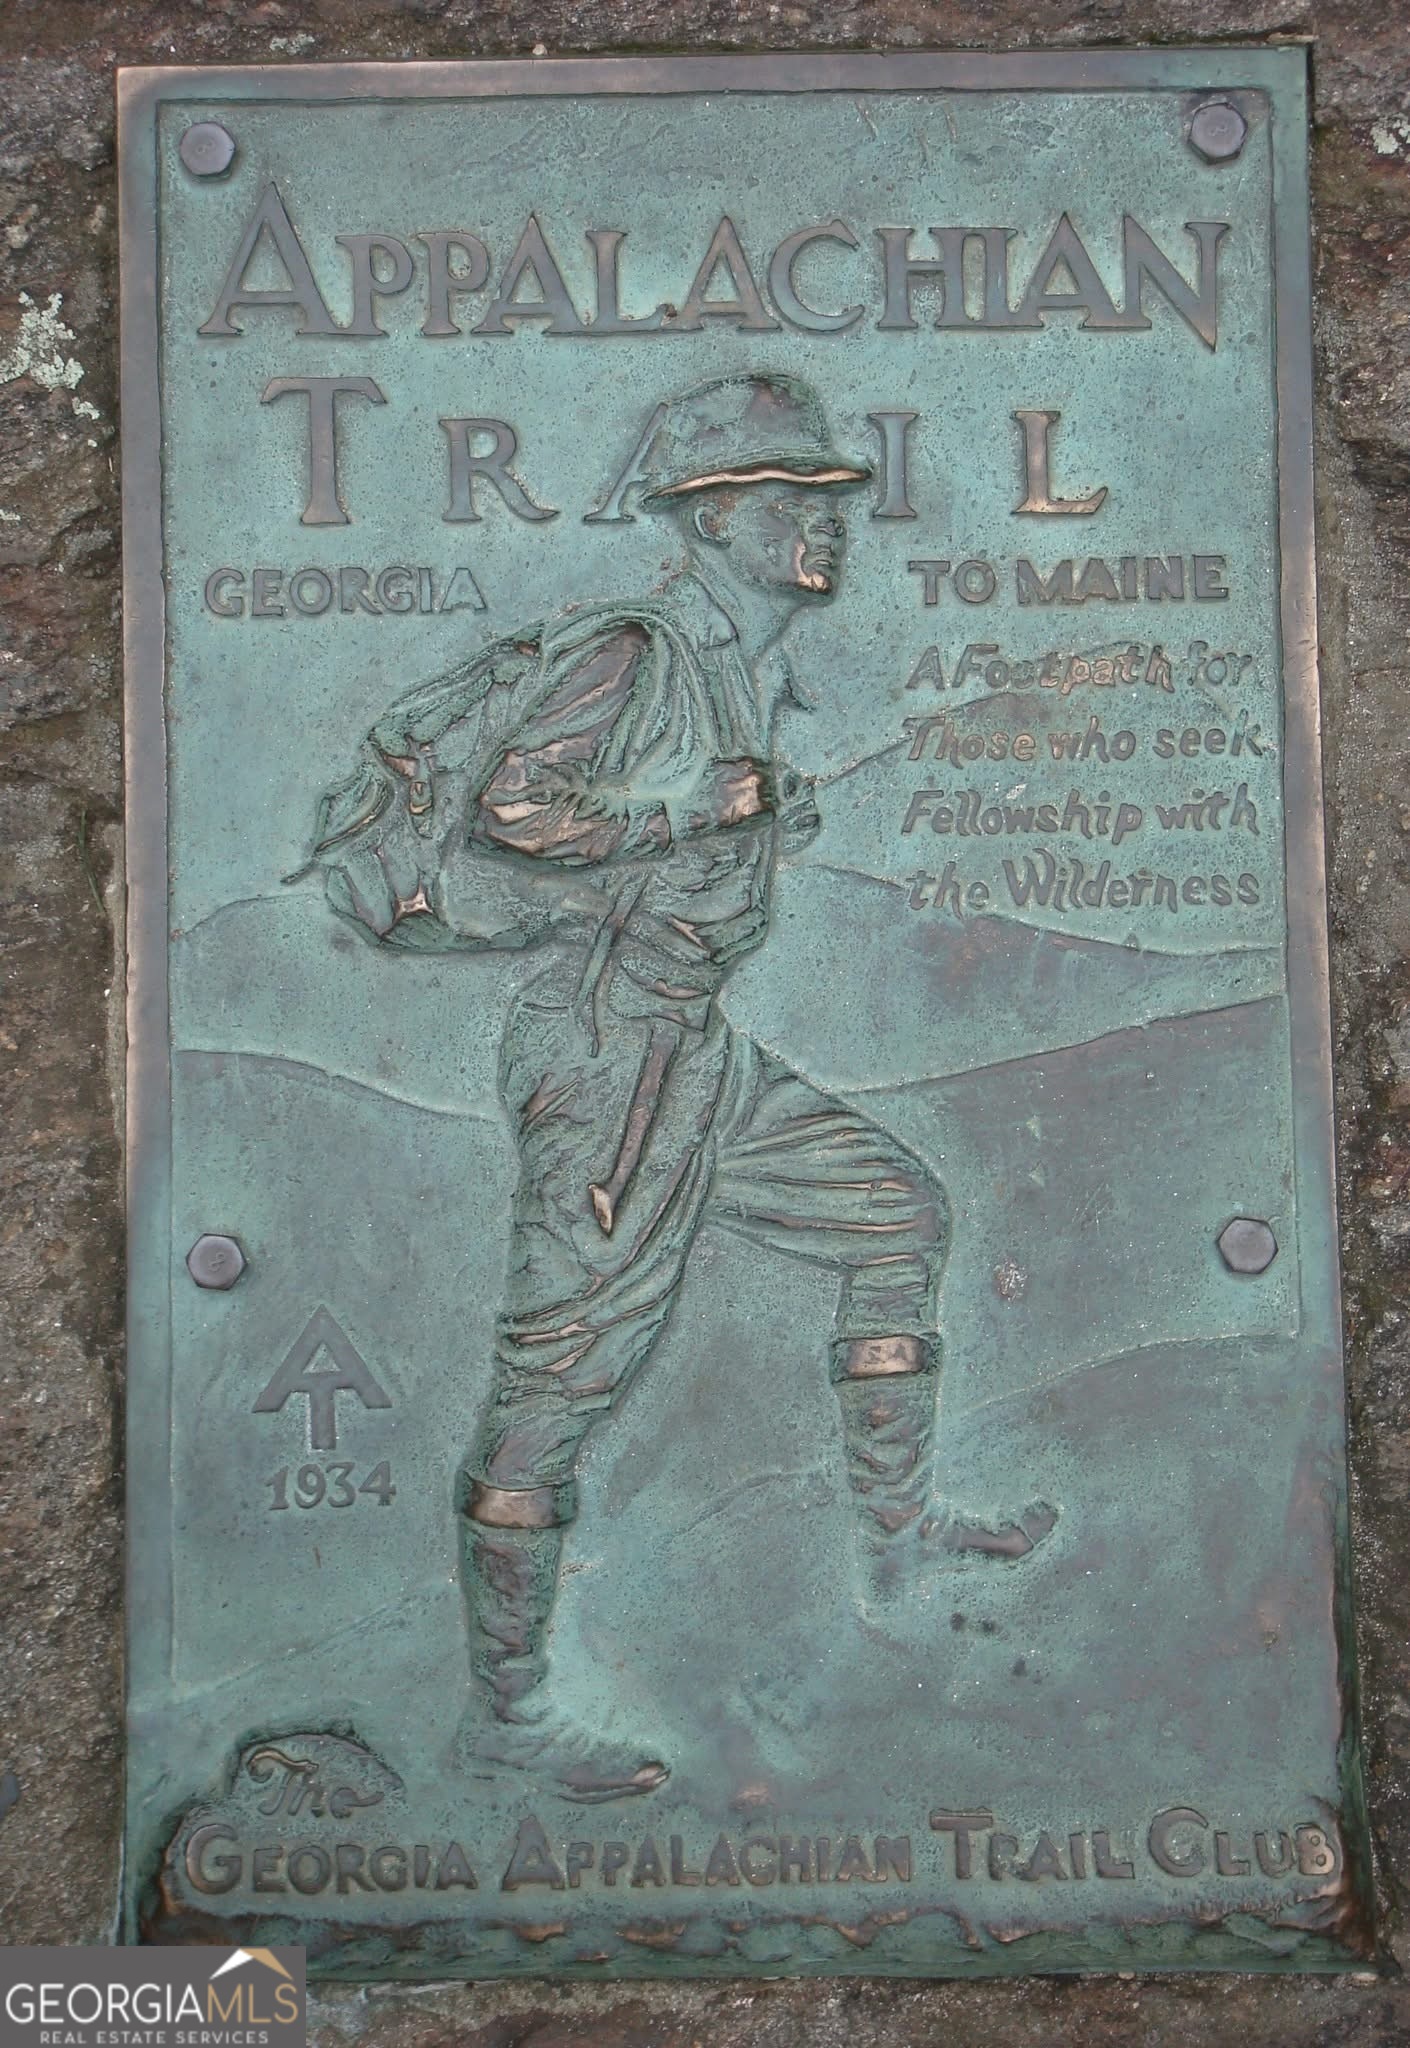 APPALACHIAN
TRAIL
GEORGIA TO MAINE
A Footpath for
Those who seek
Fellowship with
the Wilderness
AT
1934
The
GEORGIA APPALACHIAN TRAIL CLUB
GEORGIAMLS
REAL ESTATE SERVICES